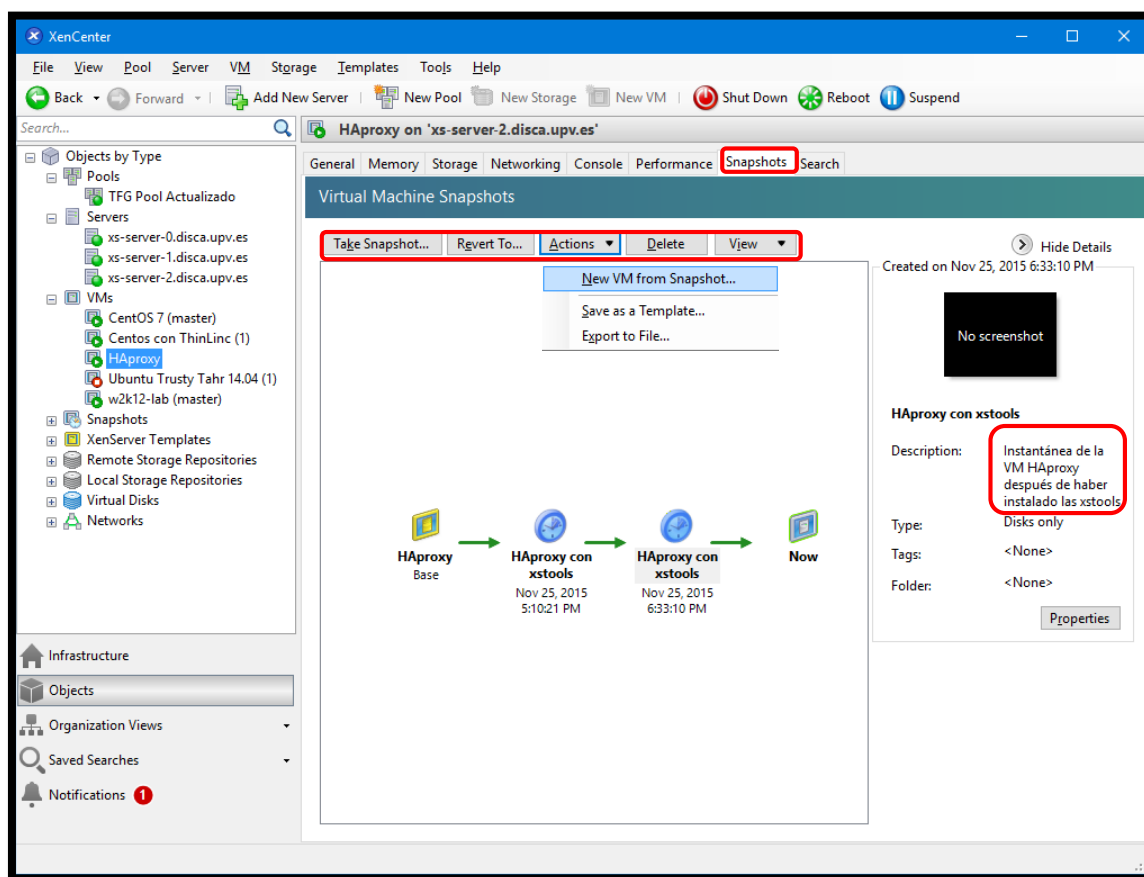 XenCenter
File View Pool Server VM Storage Templates Tools Help
Back Forward Add New Server New Pool New Storage New VM Shut Down Reboot Suspend
Search...
HAproxy on 'xs-server-2.disca.upv.es'
Objects by Type
Pools
TFG Pool Actualizado
Servers
xs-server-0.disca.upv.es
xs-server-1.disca.upv.es
xs-server-2.disca.upv.es
VMs
CentOS 7 (master)
Centos con ThinLinc (1)
HAproxy
Ubuntu Trusty Tahr 14.04 (1)
w2k12-lab (master)
Snapshots
XenServer Templates
Remote Storage Repositories
Local Storage Repositories
Virtual Disks
Networks
Infrastructure
Objects
Organization Views
Saved Searches
Notifications 1
General Memory Storage Networking Console Performance Snapshots Search
Virtual Machine Snapshots
Take Snapshot... Revert To... Actions Delete View
Hide Details
New VM from Snapshot...
Save as a Template...
Export to File...
HAproxy
Base
HAproxy con
xstools
Nov 25, 2015
5:10:21 PM
HAproxy con
xstools
Nov 25, 2015
6:33:10 PM
Now
Created on Nov 25, 2015 6:33:10 PM
No screenshot
HAproxy con xstools
Description: Instantánea de la
VM HAproxy
después de haber
instalado las xstools
Type: Disks only
Tags: <None>
Folder: <None>
Properties